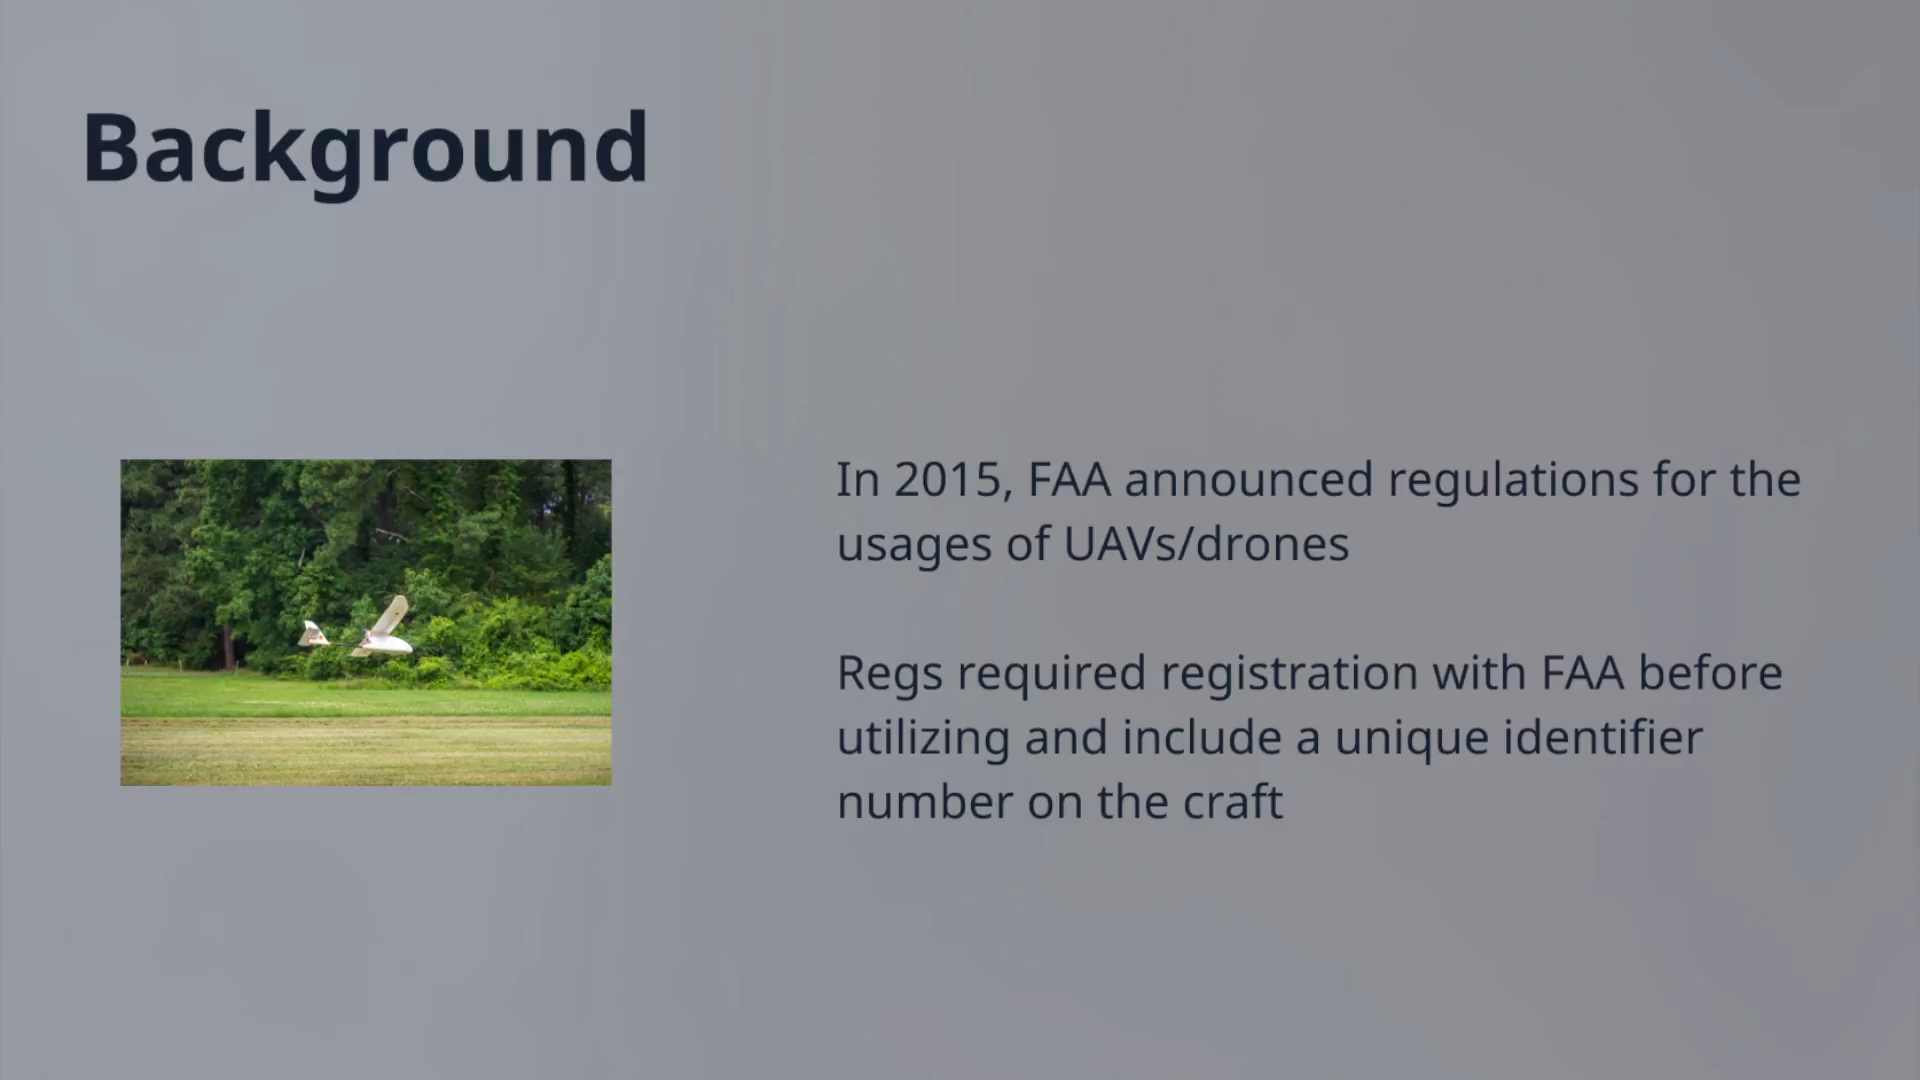 Background
In 2015, FAA announced regulations for the
usages of UAVs/drones
Regs required registration with FAA before
utilizing and include a unique identifier
number on the craft